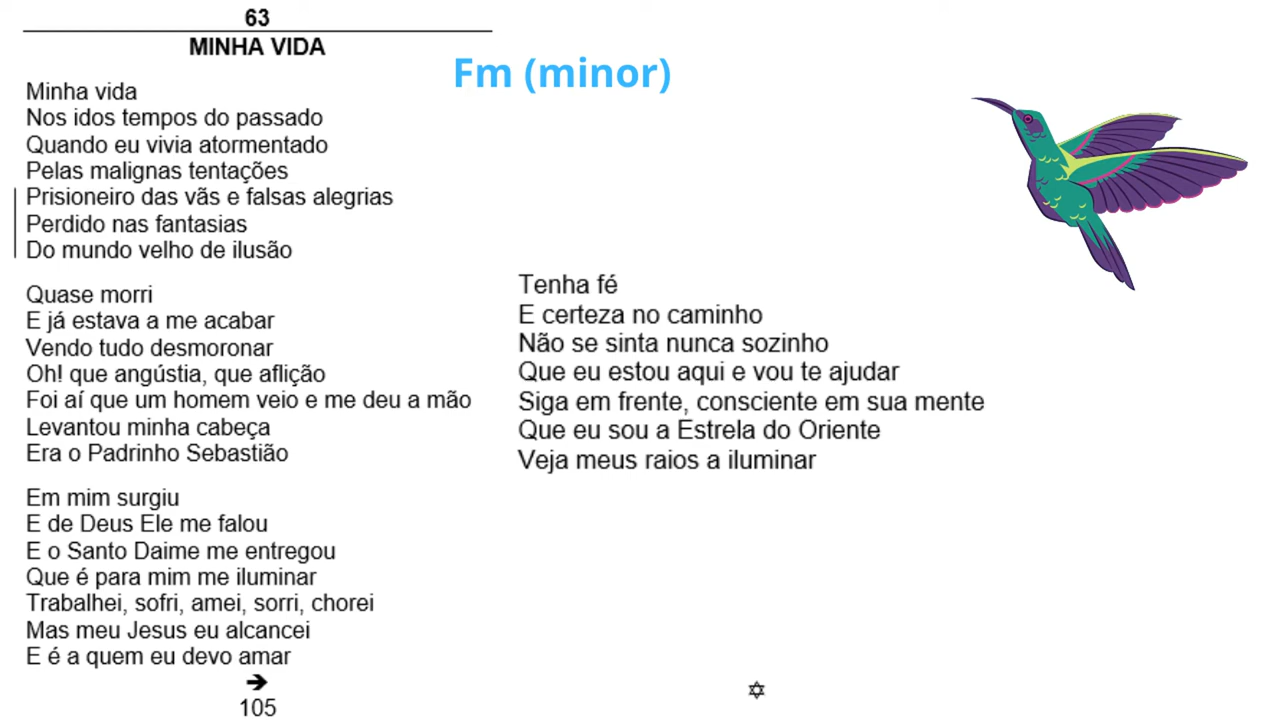 63
MINHA VIDA
Fm (minor)
Minha vida
Nos idos tempos do passado
Quando eu vivia atormentado
Pelas malignas tentações
Prisioneiro das vãs e falsas alegrias
Perdido nas fantasias
Do mundo velho de ilusão
Quase morri
E já estava a me acabar
Vendo tudo desmoronar
Oh! que angústia, que aflição
Foi aí que um homem veio e me deu a mão
Levantou minha cabeça
Era o Padrinho Sebastião
Em mim surgiu
E de Deus Ele me falou
E o Santo Daime me entregou
Que é para mim me iluminar
Trabalhei, sofri, amei, sorri, chorei
Mas meu Jesus eu alcancei
E é a quem eu devo amar
➔
105
Tenha fé
E certeza no caminho
Não se sinta nunca sozinho
Que eu estou aqui e vou te ajudar
Siga em frente, consciente em sua mente
Que eu sou a Estrela do Oriente
Veja meus raios a iluminar
✡